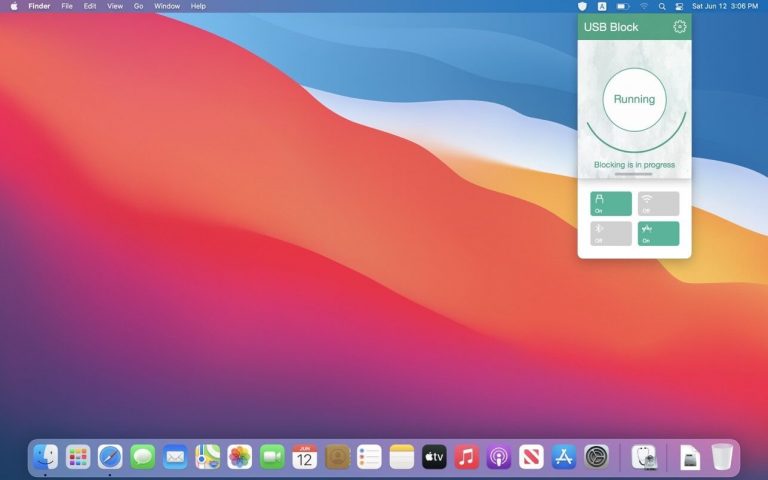 Finder File Edit View Go Window Help A Sat Jun 12 3:06 PM
USB Block
Running
Blocking is in progress
On Off
Off On
JUN
12
tv